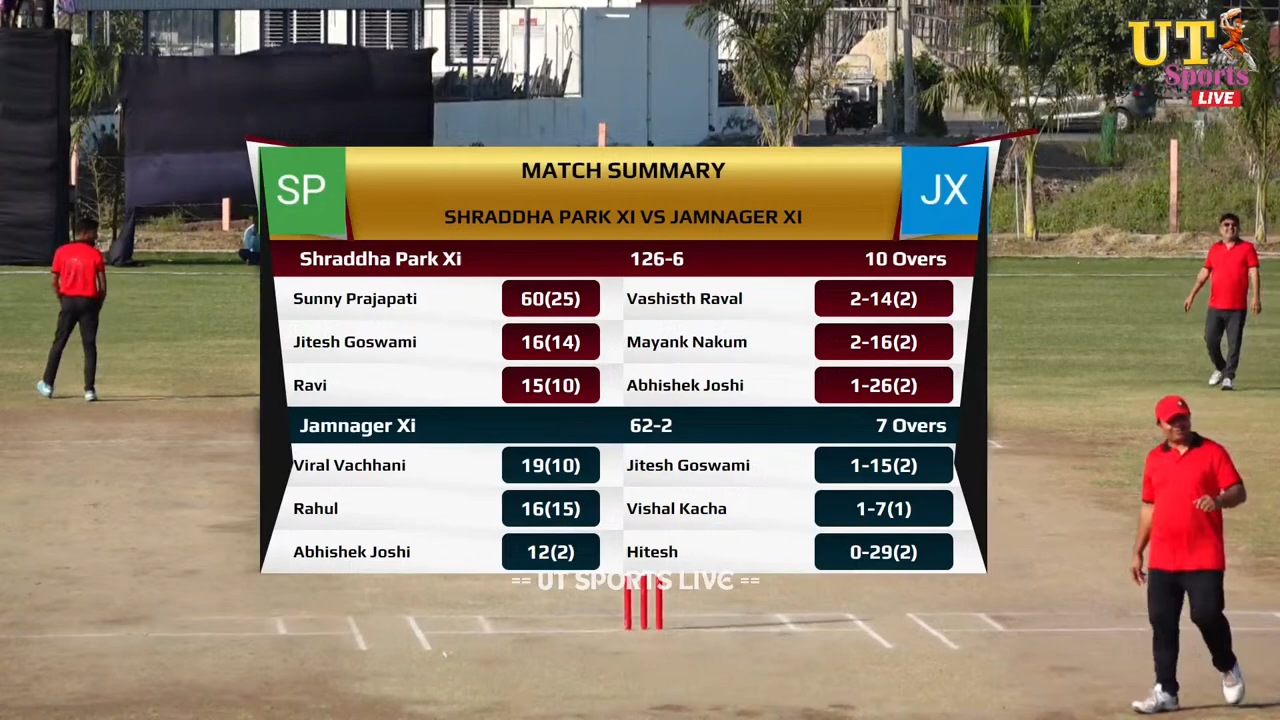 UT
Sports
LIVE
SP
MATCH SUMMARY
JX
SHRADDHA PARK XI VS JAMNAGER XI
Shraddha Park Xi 126-6 10 Overs
Sunny Prajapati 60(25) Vashisth Raval 2-14(2)
Jitesh Goswami 16(14) Mayank Nakum 2-16(2)
Ravi 15(10) Abhishek Joshi 1-26(2)
Jamnager Xi 62-2 7 Overs
Viral Vachhani 19(10) Jitesh Goswami 1-15(2)
Rahul 16(15) Vishal Kacha 1-7(1)
Abhishek Joshi 12(2) Hitesh 0-29(2)
== UT SPORTS LIVE ==